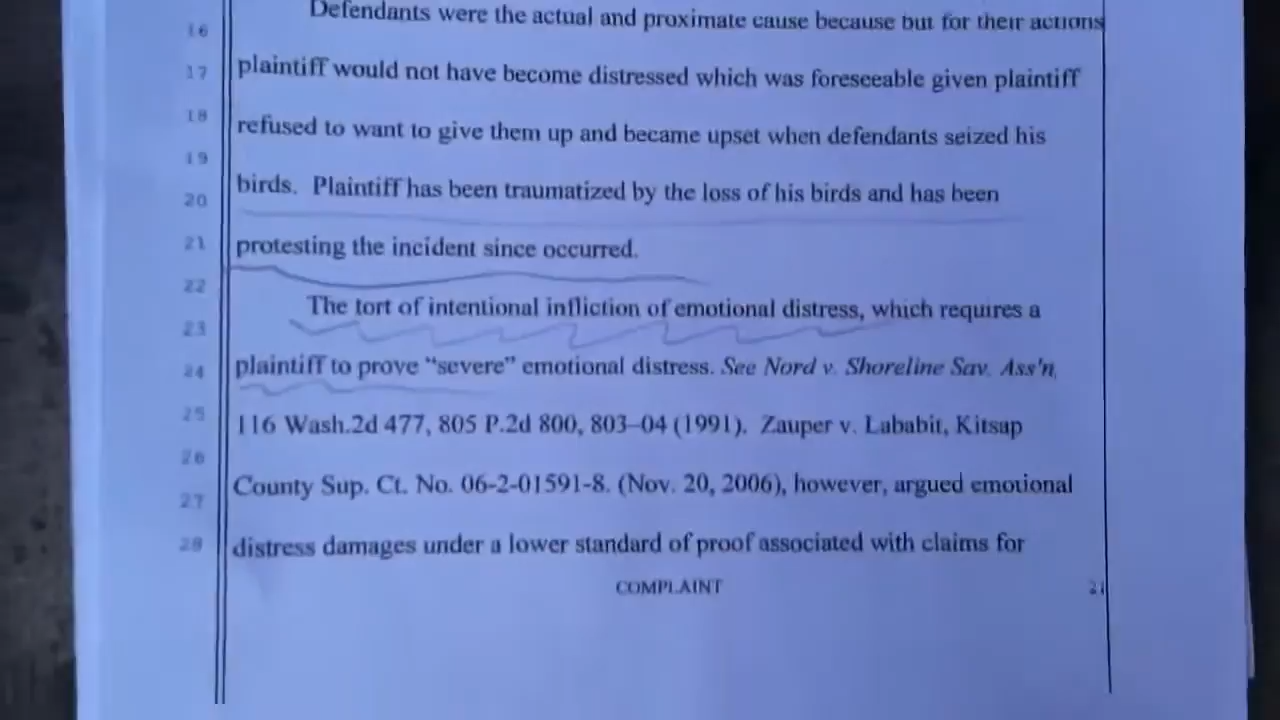 16 Defendants were the actual and proximate cause because but for their actions
17 plaintiff would not have become distressed which was foreseeable given plaintiff
18 refused to want to give them up and became upset when defendants seized his
19
20 birds. Plaintiff has been traumatized by the loss of his birds and has been
21 protesting the incident since occurred.
22
23 The tort of intentional infliction of emotional distress, which requires a
24 plaintiff to prove “severe” emotional distress. See Nord v. Shoreline Sav. Ass'n,
25 116 Wash.2d 477, 805 P.2d 800, 803–04 (1991). Zauper v. Lababit, Kitsap
26
27 County Sup. Ct. No. 06-2-01591-8. (Nov. 20, 2006), however, argued emotional
28 distress damages under a lower standard of proof associated with claims for
COMPLAINT 21